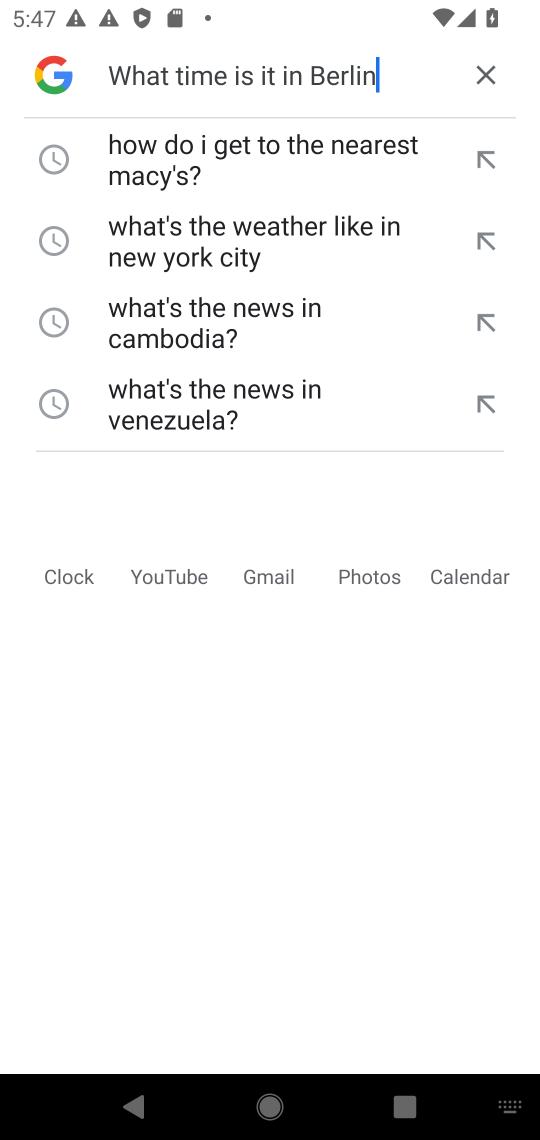 5:47
What time is it in Berlin
how do i get to the nearest
macy's?
what's the weather like in
new york city
what's the news in
cambodia?
what's the news in
venezuela?
Clock YouTube Gmail Photos Calendar